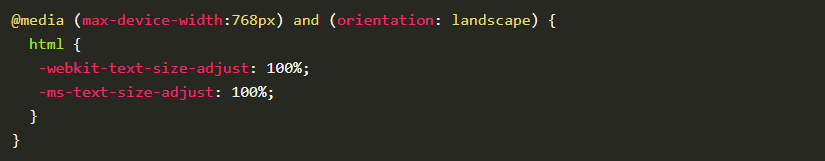 @media (max-device-width:768px) and (orientation: landscape) {
  html {
   -webkit-text-size-adjust: 100%;
   -ms-text-size-adjust: 100%;
  }
}